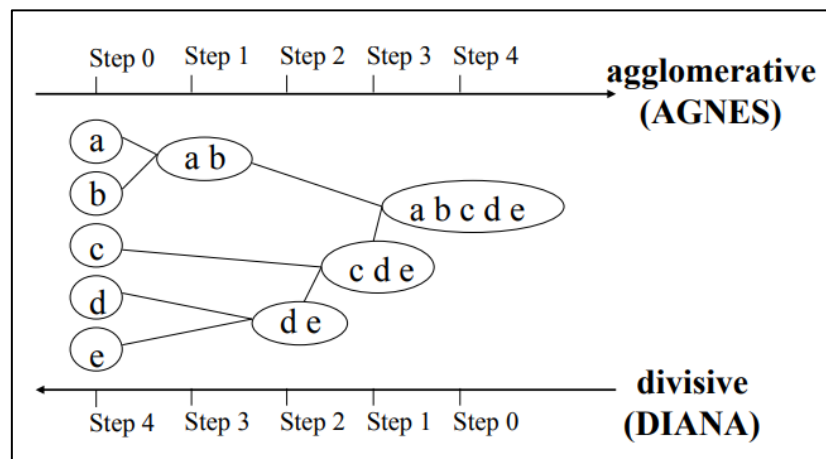 Step 0 Step 1 Step 2 Step 3 Step 4
agglomerative
(AGNES)
a
a b
b
a b c d e
c
c d e
d
d e
e
divisive
(DIANA)
Step 4 Step 3 Step 2 Step 1 Step 0